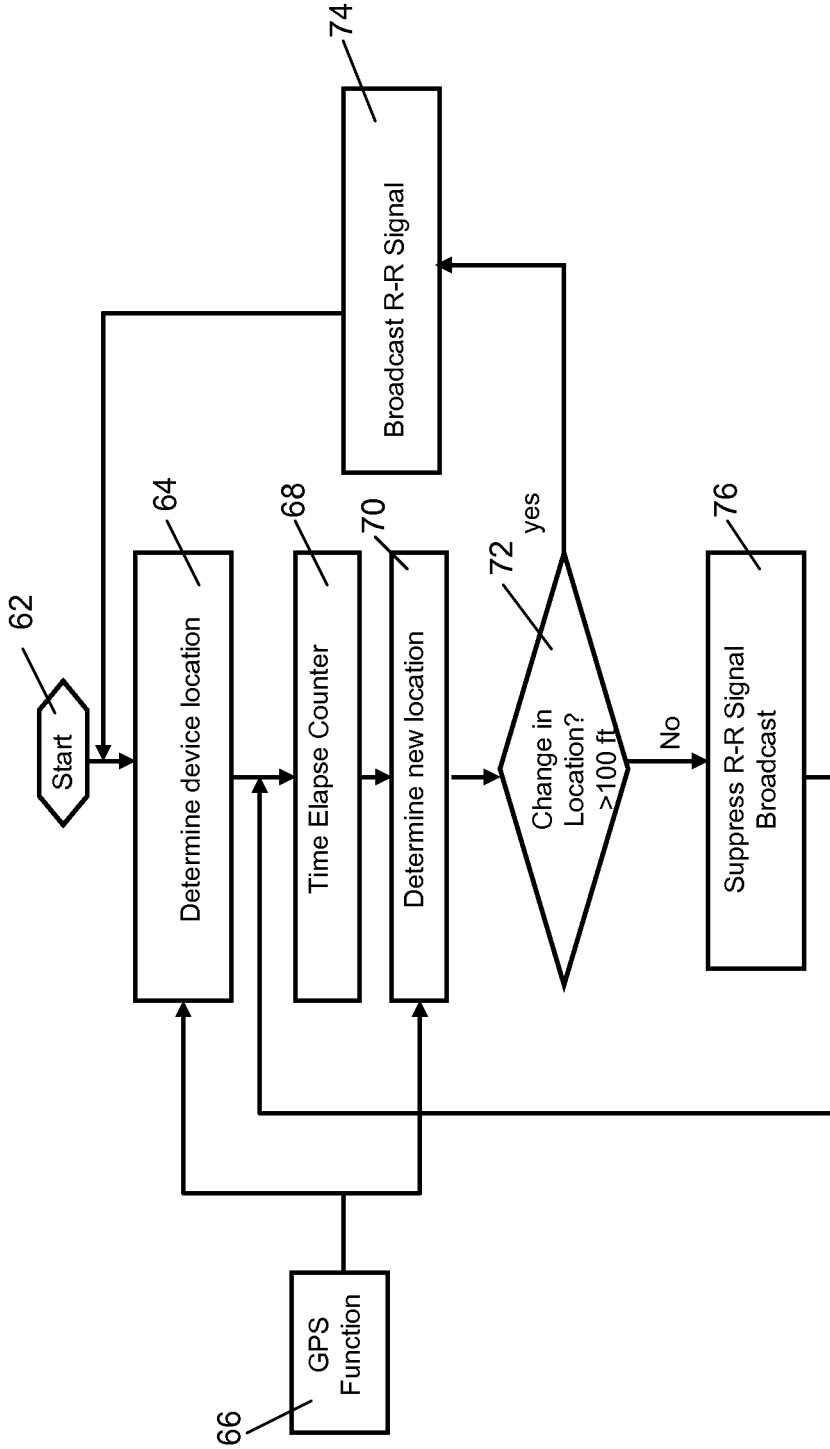 62
Start
64
Determine device location
66
GPS
Function
68
Time Elapse Counter
70
Determine new location
72
Change in
Location?
>100 ft
yes
74
Broadcast R-R Signal
No
76
Suppress R-R Signal
Broadcast